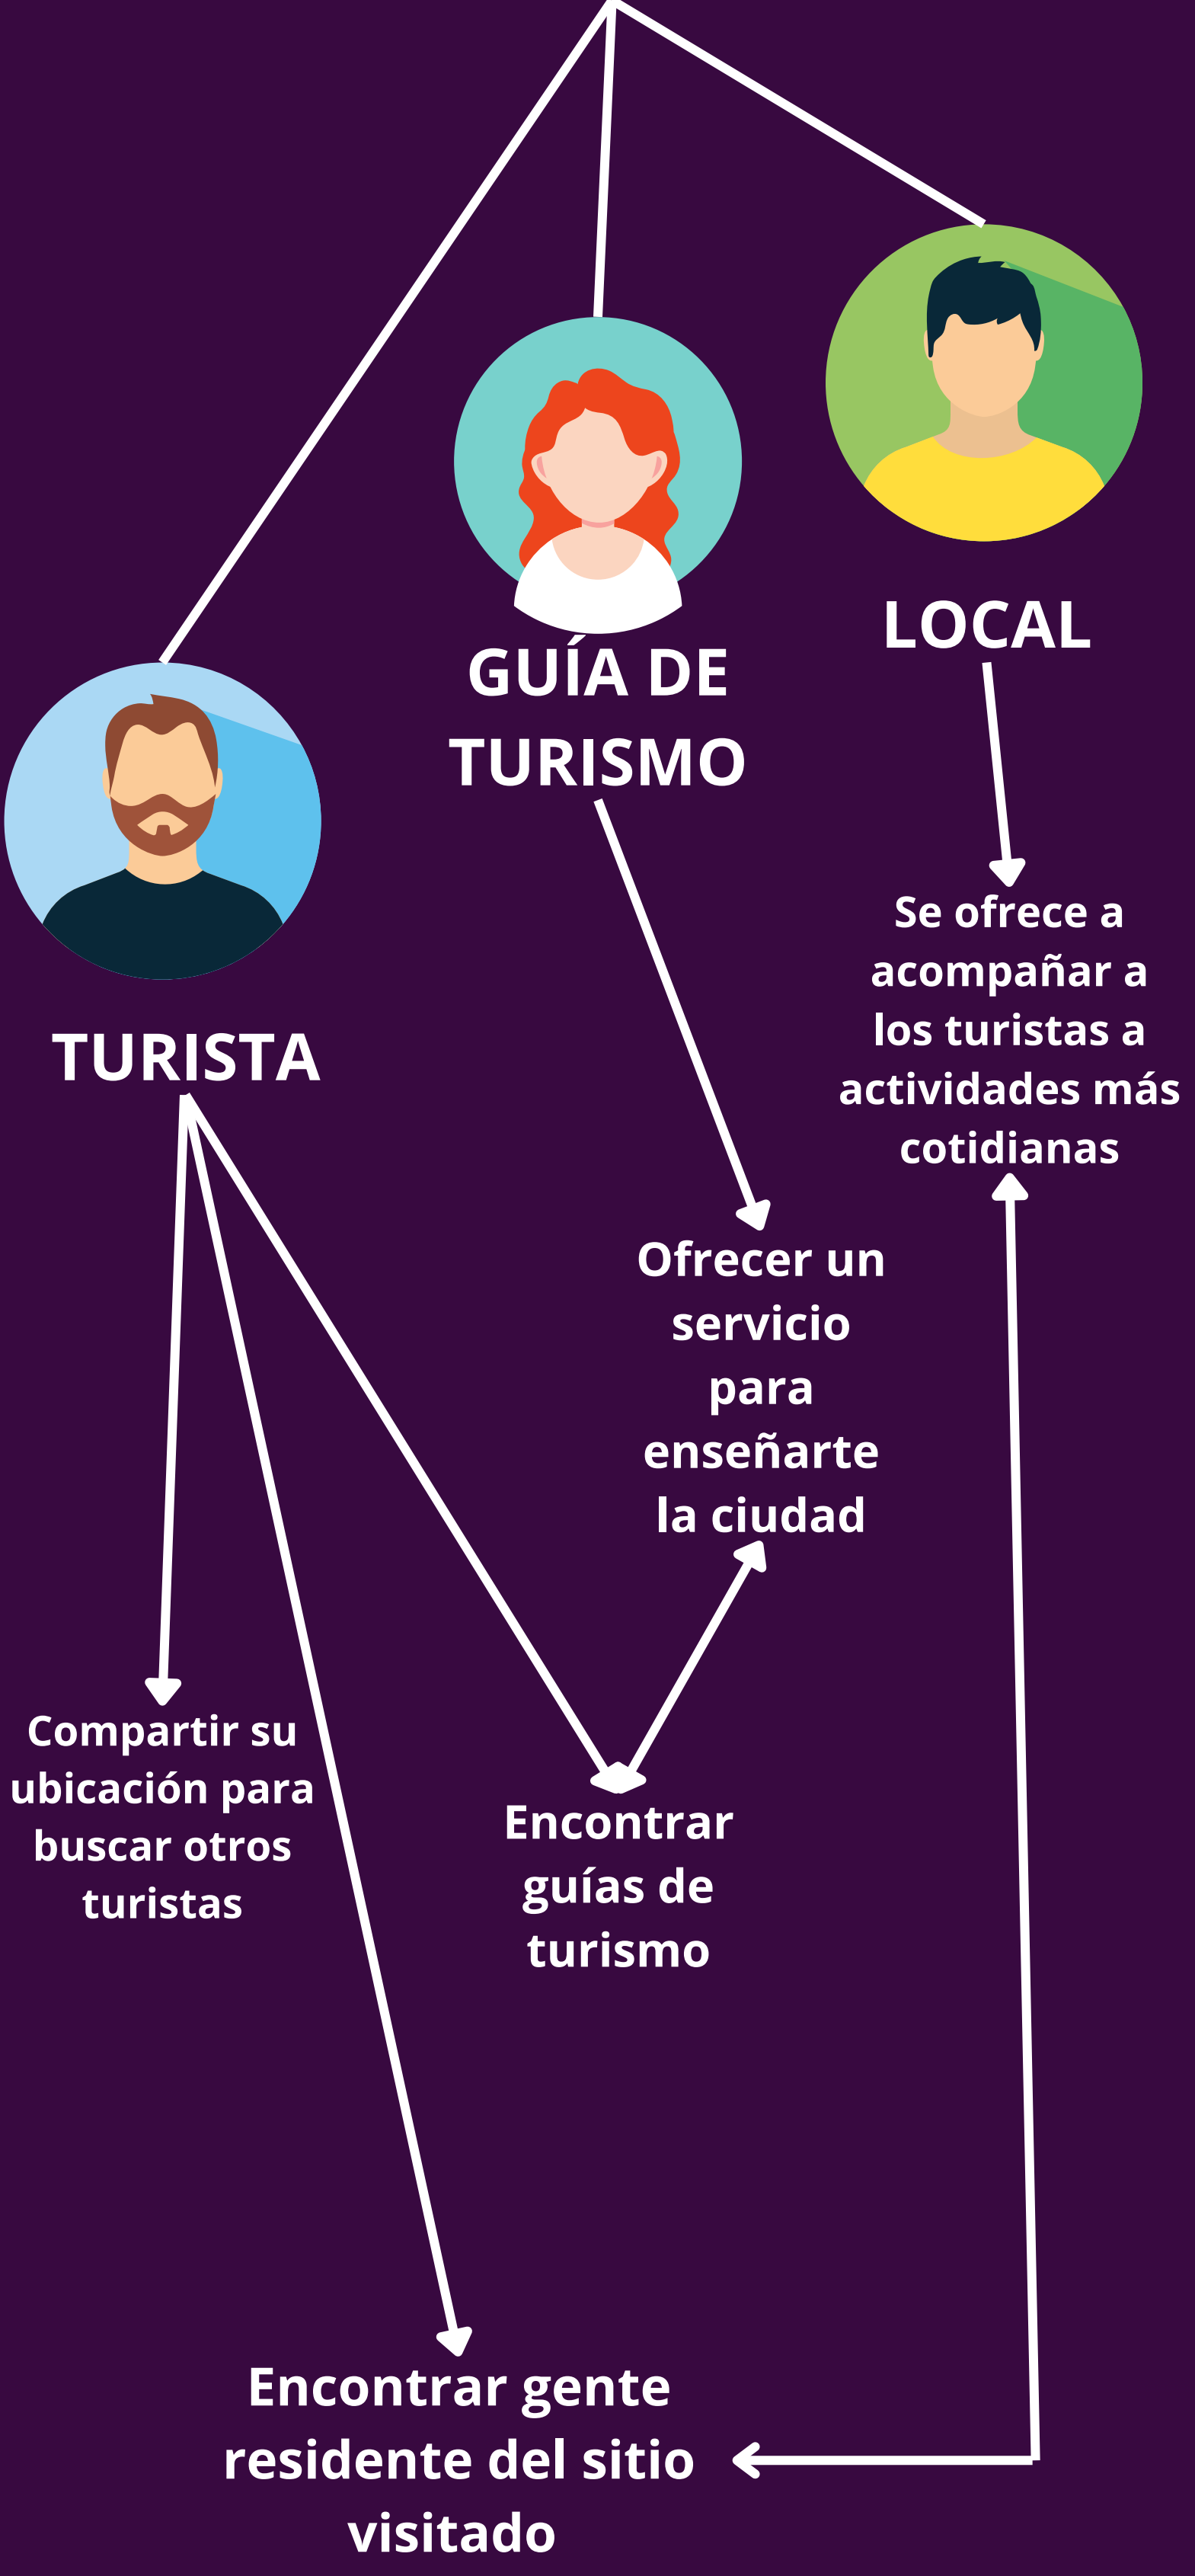 LOCAL
GUÍA DE
TURISMO
TURISTA
Se ofrece a
acompañar a
los turistas a
actividades más
cotidianas
Ofrecer un
servicio
para
enseñarte
la ciudad
Compartir su
ubicación para
buscar otros
turistas
Encontrar
guías de
turismo
Encontrar gente
residente del sitio
visitado